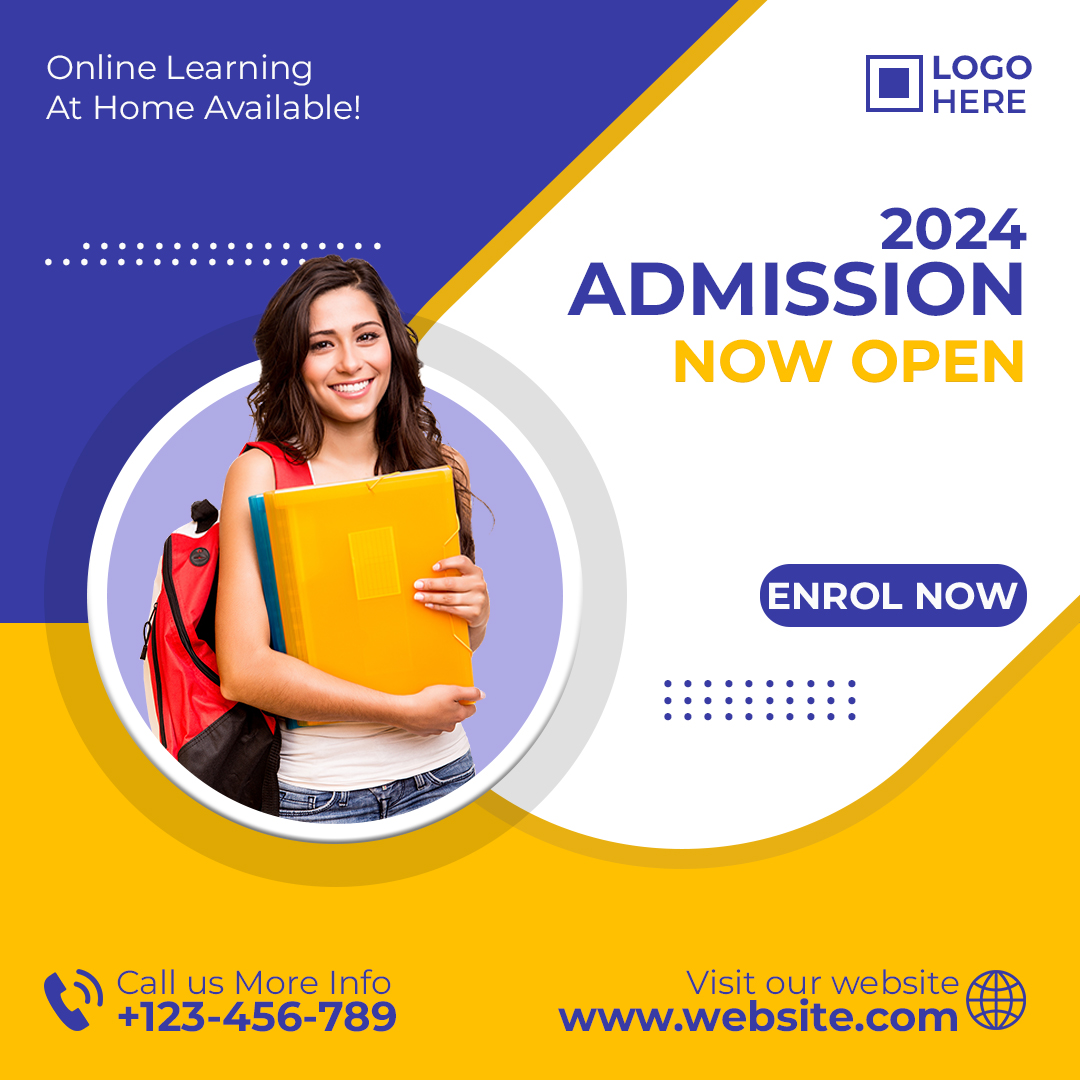 Online Learning
At Home Available!
LOGO
HERE
2024
ADMISSION
NOW OPEN
ENROL NOW
Call us More Info
+123-456-789
Visit our website
www.website.com